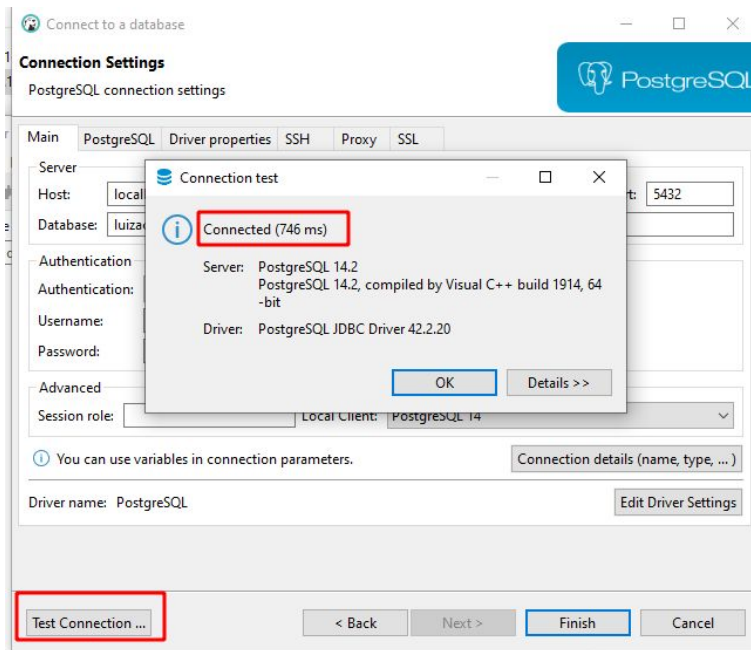 Connect to a database
Connection Settings
PostgreSQL connection settings
PostgreSQL
Main PostgreSQL Driver properties SSH Proxy SSL
Server
Connection test
Host: 5432
Database:
Connected (746 ms)
Authentication
Server: PostgreSQL 14.2
PostgreSQL 14.2, compiled by Visual C++ build 1914, 64
-bit
Authentication:
Username:
Driver: PostgreSQL JDBC Driver 42.2.20
Password:
OK Details >>
Advanced
Session role: Local Client: PostgreSQL 14
You can use variables in connection parameters.
Connection details (name, type, ... )
Driver name: PostgreSQL
Edit Driver Settings
Test Connection ... < Back Next > Finish Cancel